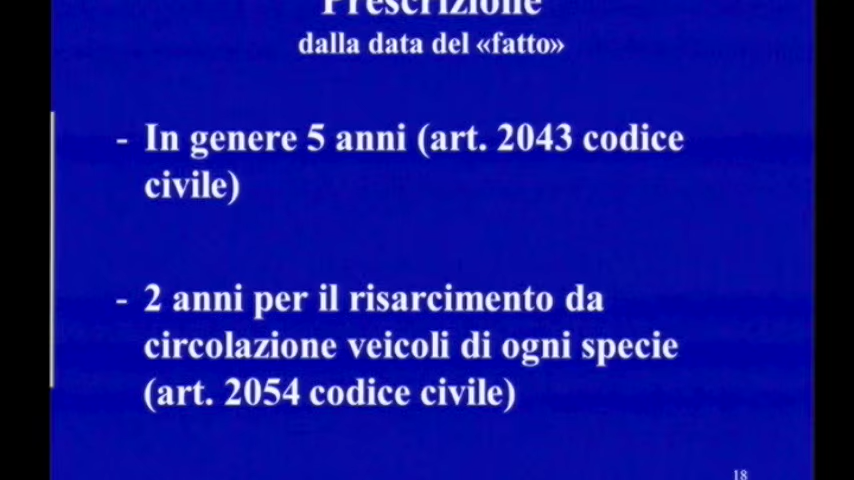 Prescrizione
dalla data del «fatto»
- In genere 5 anni (art. 2043 codice
civile)
- 2 anni per il risarcimento da
circolazione veicoli di ogni specie
(art. 2054 codice civile)
18